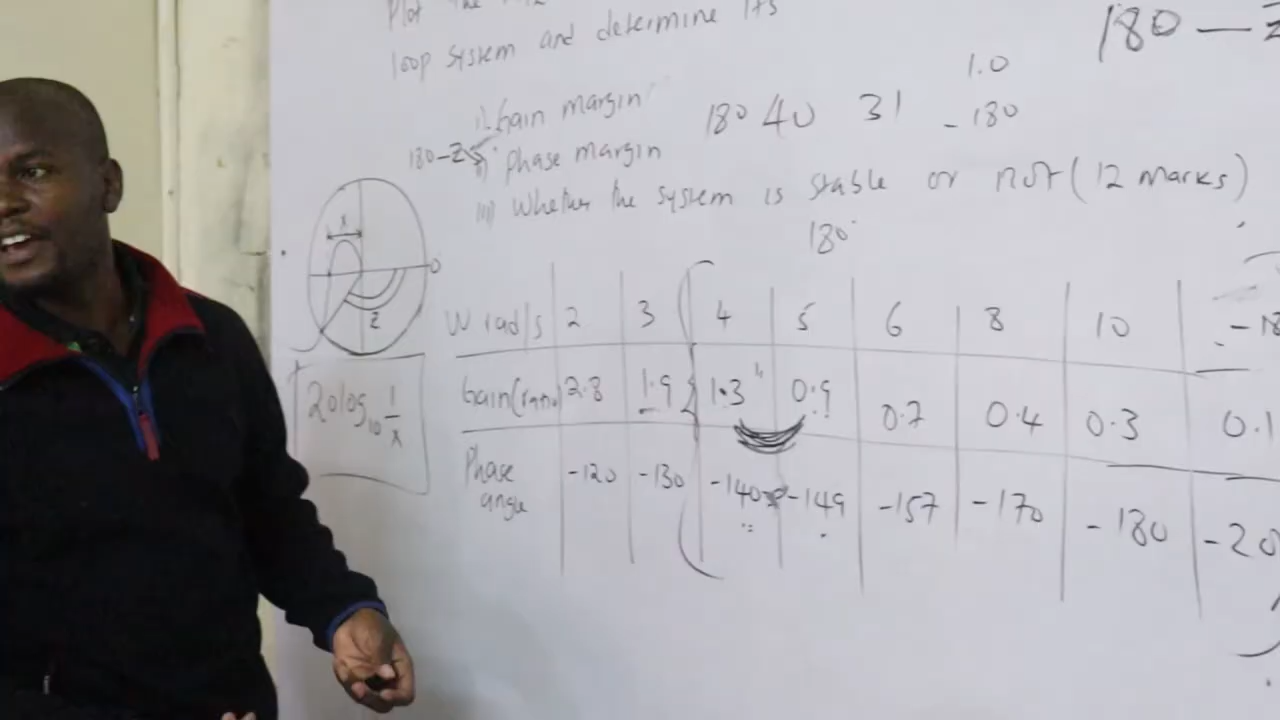 Plot the
loop system and determine its
180 – Z
1.0
i) Gain margin
180 40 31 - 180
180-Z
ii) Phase margin
iii) Whether the system is stable or not (12 marks)
180°
x
0
Z
20log10 1/x
W rad/s 2 3 4 5 6 8 10
Gain(ratio) 2.8 1.9 1.3 0.9 0.7 0.4 0.3 0.1
Phase angle -120 -130 -140 -149 -157 -170 -180 -20